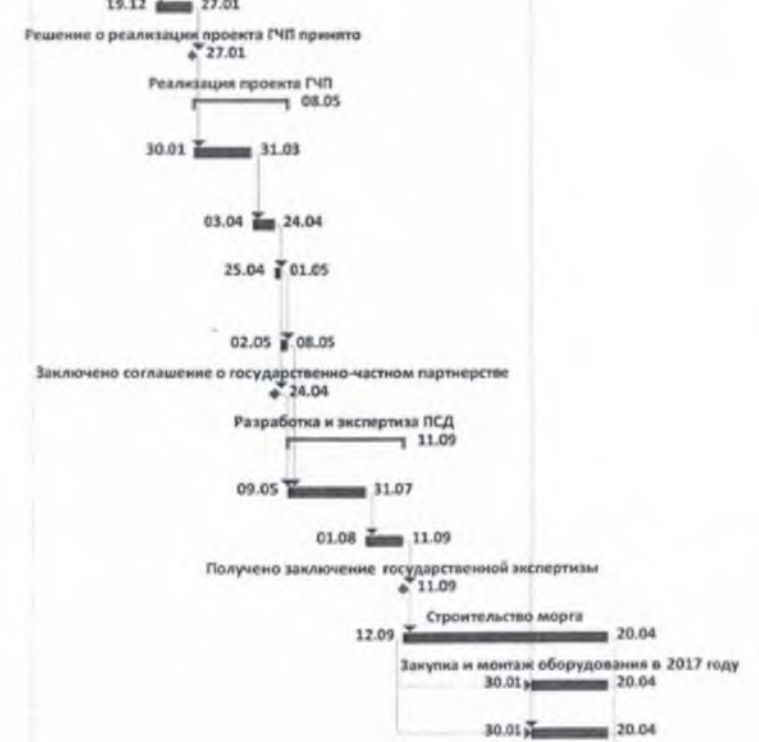 19.12 27.01
Решение о реализации проекта ГЧП принято
27.01
Реализация проекта ГЧП
08.05
30.01 31.03
03.04 24.04
25.04 01.05
02.05 08.05
Заключено соглашение о государственно-частном партнерстве
24.04
Разработка и экспертиза ПСД
11.09
09.05 31.07
01.08 11.09
Получено заключение государственной экспертизы
11.09
Строительство морга
12.09 20.04
Закупка и монтаж оборудования в 2017 году
30.01 20.04
30.01 20.04